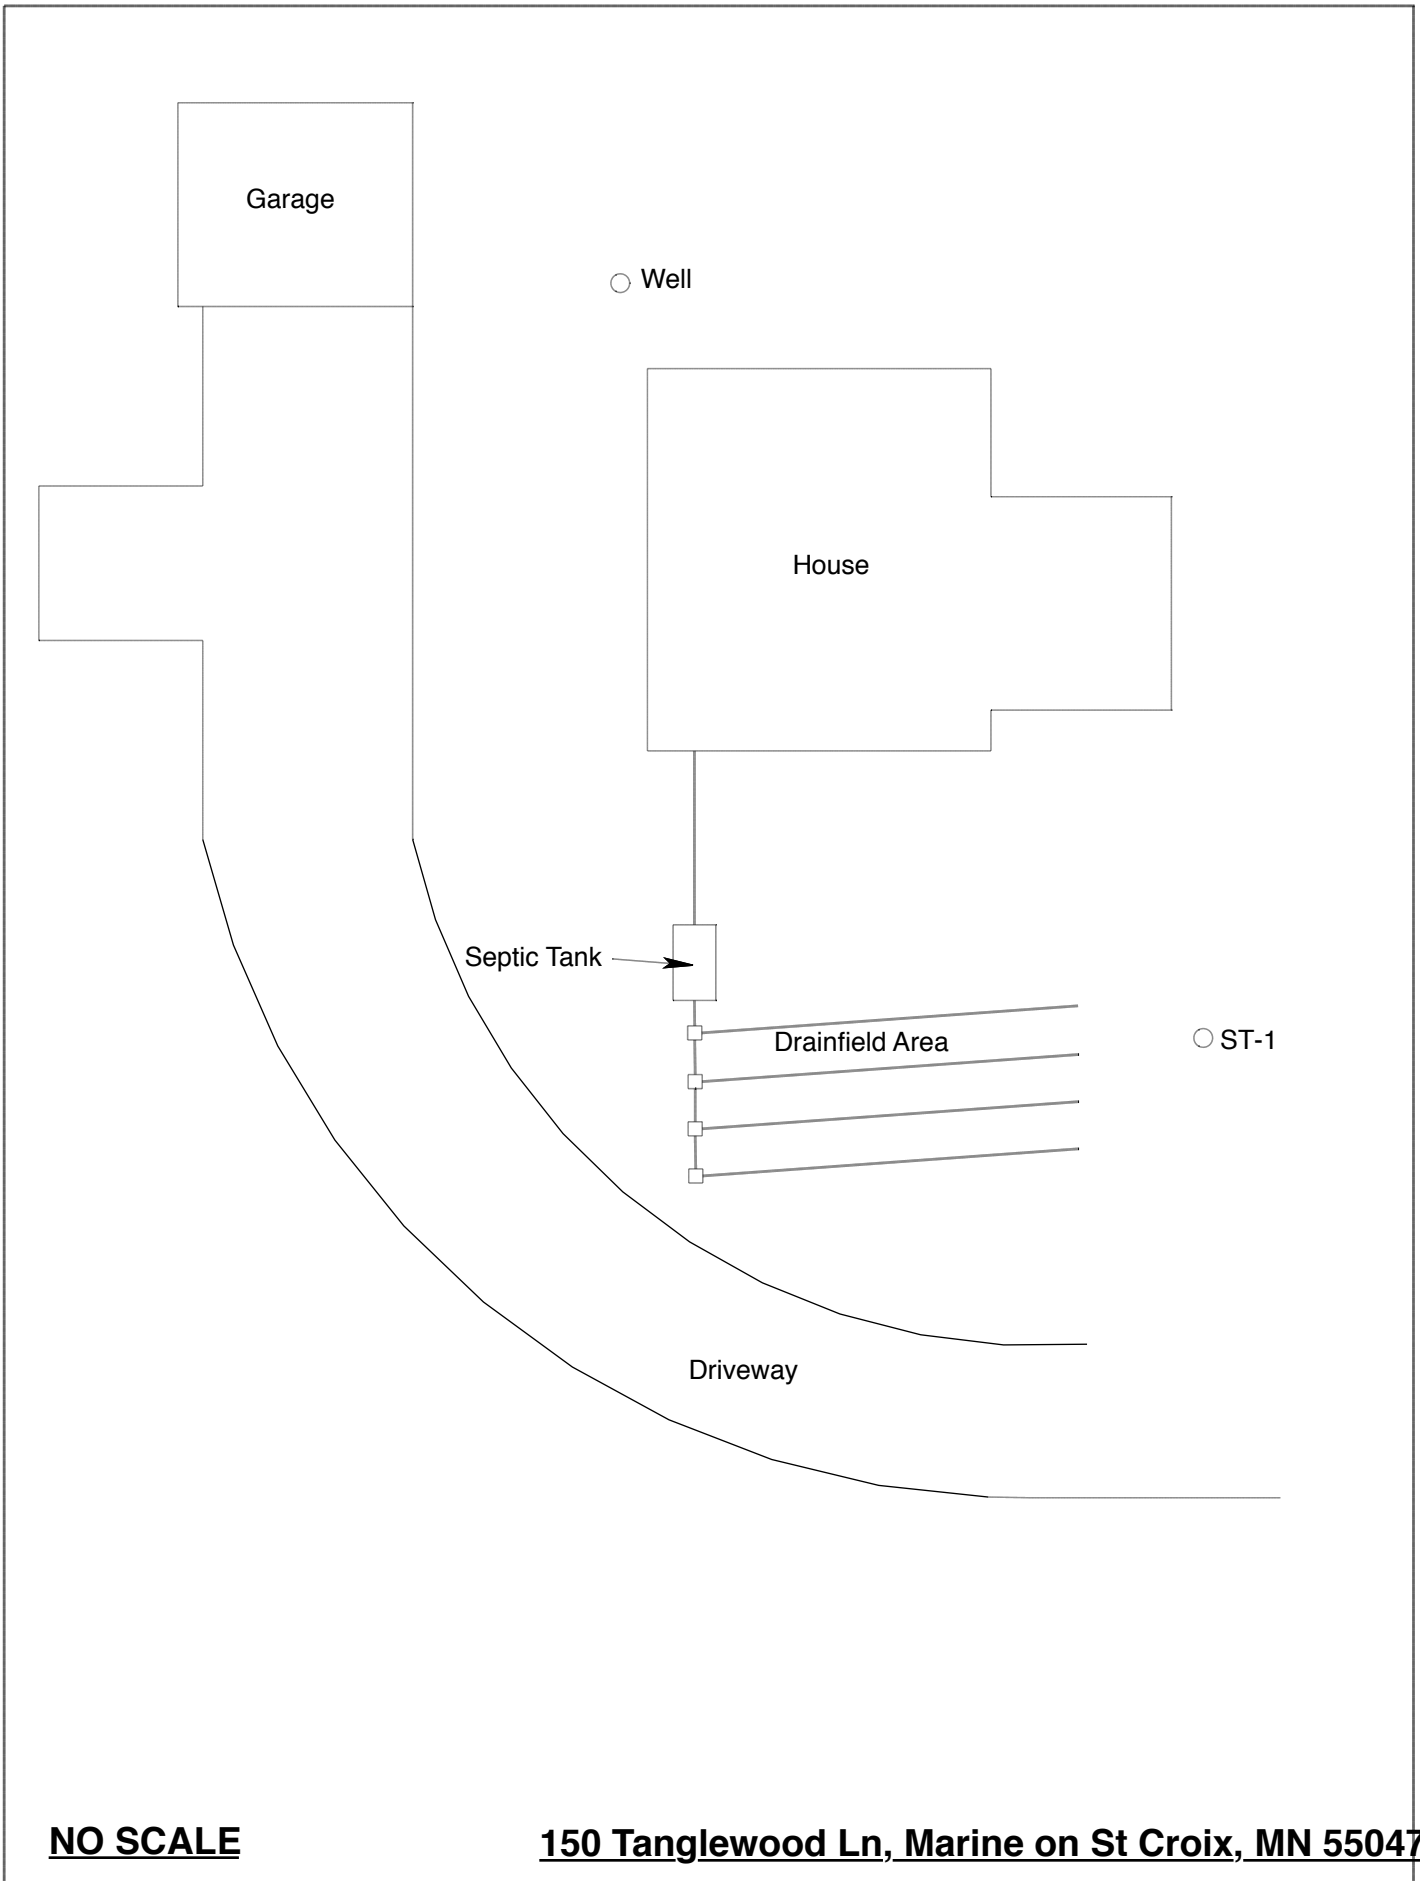 Garage
Well
House
Septic Tank
Drainfield Area
ST-1
Driveway
NO SCALE
150 Tanglewood Ln, Marine on St Croix, MN 55047